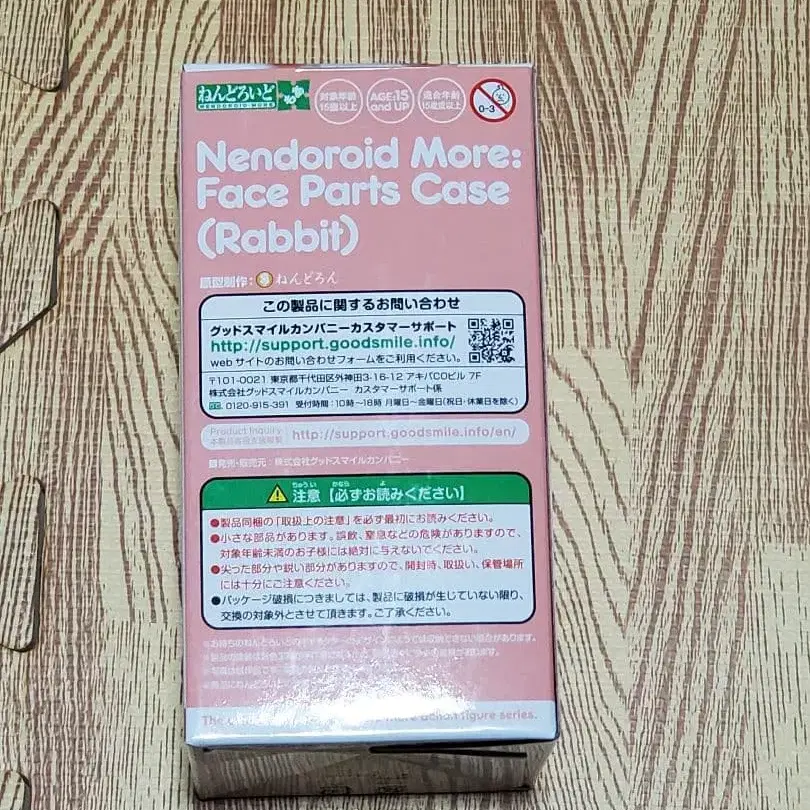 ねんどろいど
NENDOROID MORE
対象年齢
15歳以上
AGE:15
and UP
適合年齢
15歳以上
0-3
Nendoroid More:
Face Parts Case
(Rabbit)
原型制作: ねんどろん
この製品に関するお問い合わせ
グッドスマイルカンパニーカスタマーサポート
http://support.goodsmile.info/
webサイトのお問い合わせフォームをご利用ください。
〒101-0021 東京都千代田区外神田3-16-12 アキバCOビル 7F
株式会社グッドスマイルカンパニー カスタマーサポート係
0120-915-391 受付時間:10時〜18時 月曜日〜金曜日(祝日・休業日を除く)
Product Inquiry
http://support.goodsmile.info/en/
■発売・販売元:株式会社グッドスマイルカンパニー
ちゅうい かなら よ
注意【必ずお読みください】
●製品同梱の「取扱上の注意」を必ず最初にお読みください。
●小さな部品があります。誤飲、窒息などの危険がありますので、
対象年齢未満のお子様には絶対に与えないでください。
●尖った部分や鋭い部分がありますので、開封時、取扱い、保管場所
には十分にご注意ください。
●パッケージ破損につきましては、製品に破損が生じていない限り、
交換の対象外とさせて頂きます。ご了承ください。
The
action figure series.